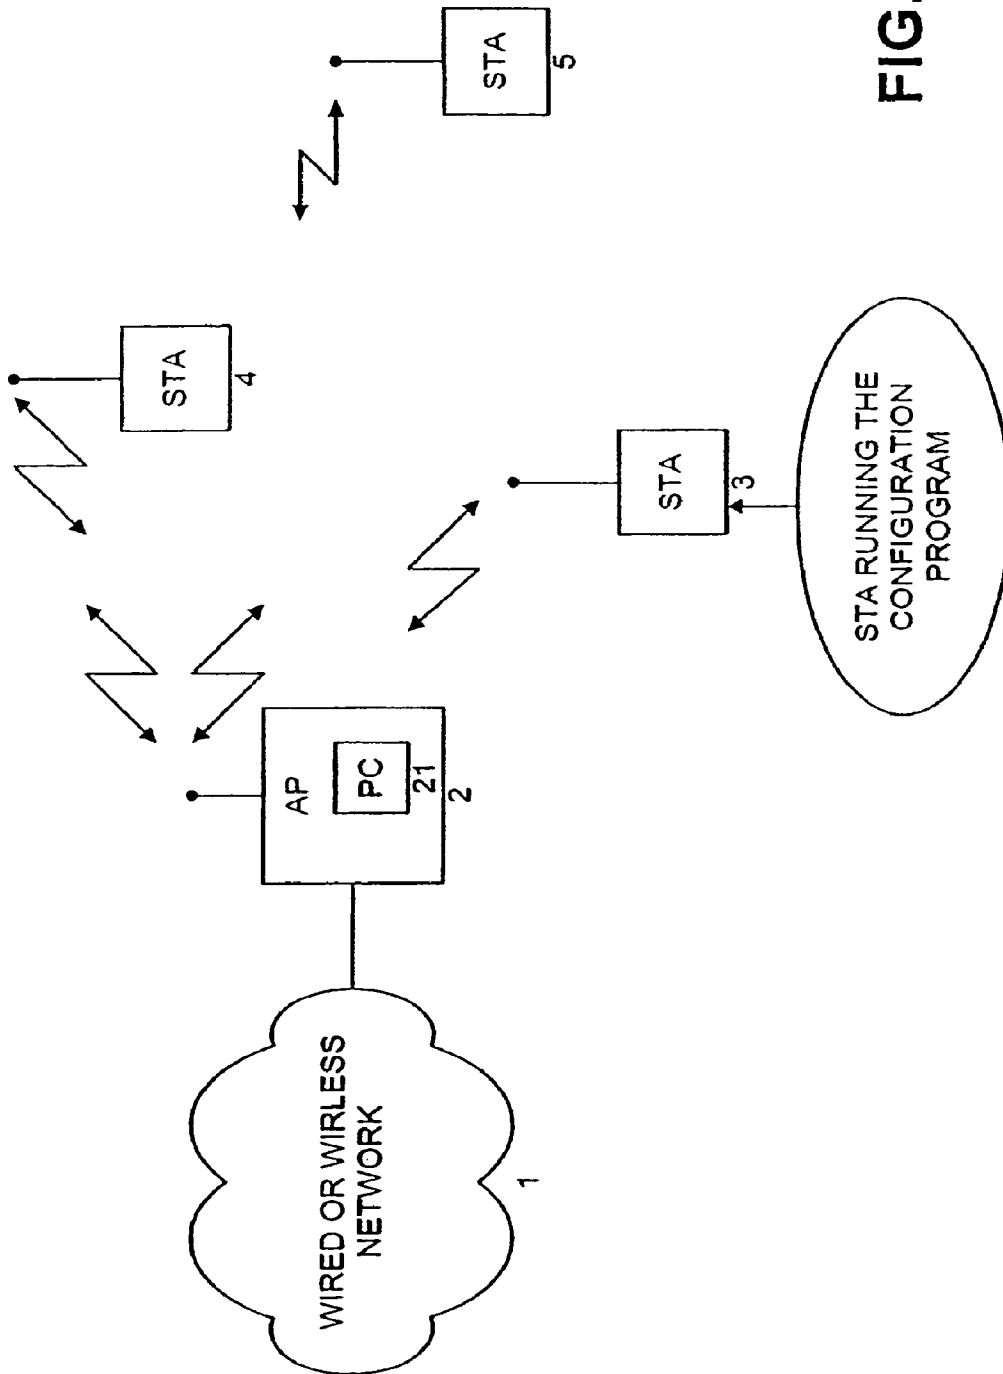 WIRED OR WIRLESS
NETWORK
1
AP
PC
21
2
STA
3
STA RUNNING THE
CONFIGURATION
PROGRAM
STA
4
STA
5
FIG.